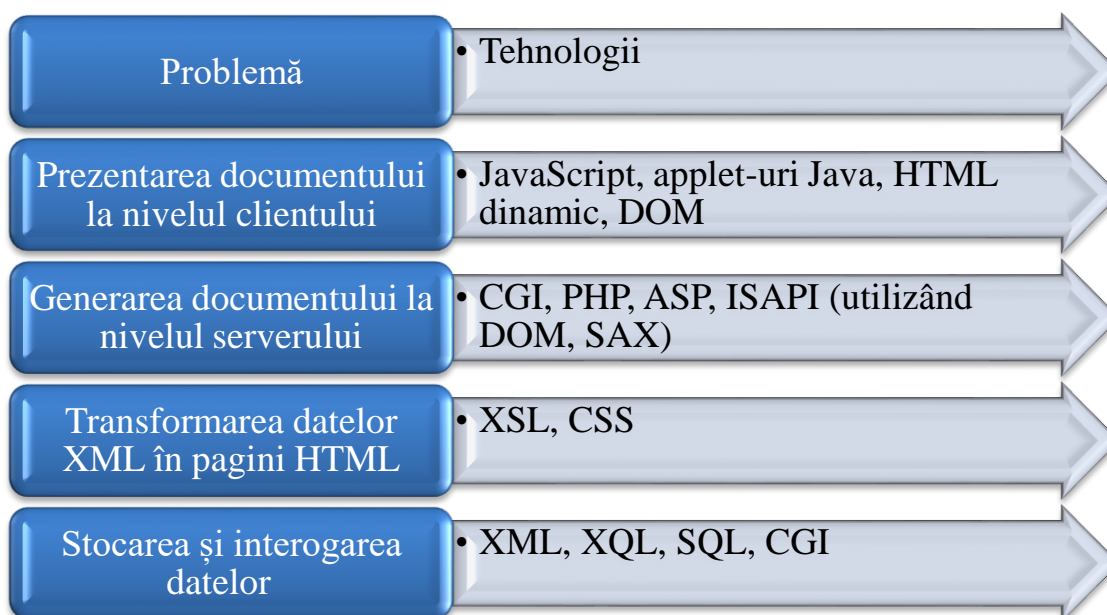 Problemă
• Tehnologii
Prezentarea documentului
la nivelul clientului
• JavaScript, applet-uri Java, HTML
dinamic, DOM
Generarea documentului la
nivelul serverului
• CGI, PHP, ASP, ISAPI (utilizând
DOM, SAX)
Transformarea datelor
XML în pagini HTML
• XSL, CSS
Stocarea și interogarea
datelor
• XML, XQL, SQL, CGI